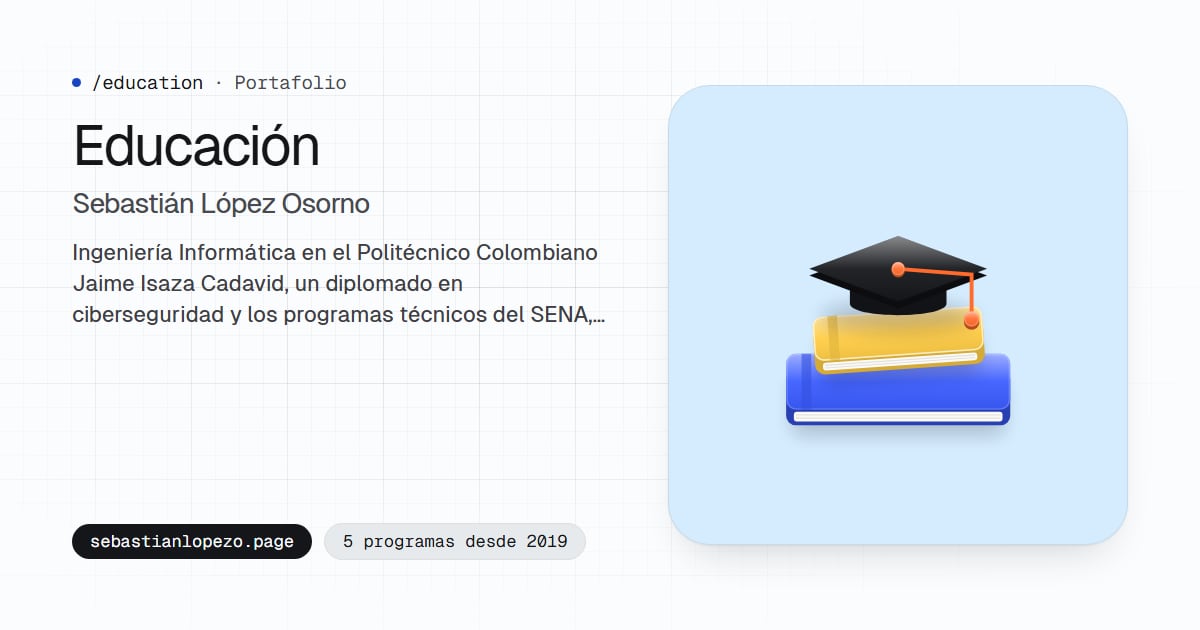 /education · Portafolio
Educación
Sebastián López Osorno
Ingeniería Informática en el Politécnico Colombiano
Jaime Isaza Cadavid, un diplomado en
ciberseguridad y los programas técnicos del SENA,...
sebastianlopezo.page
5 programas desde 2019